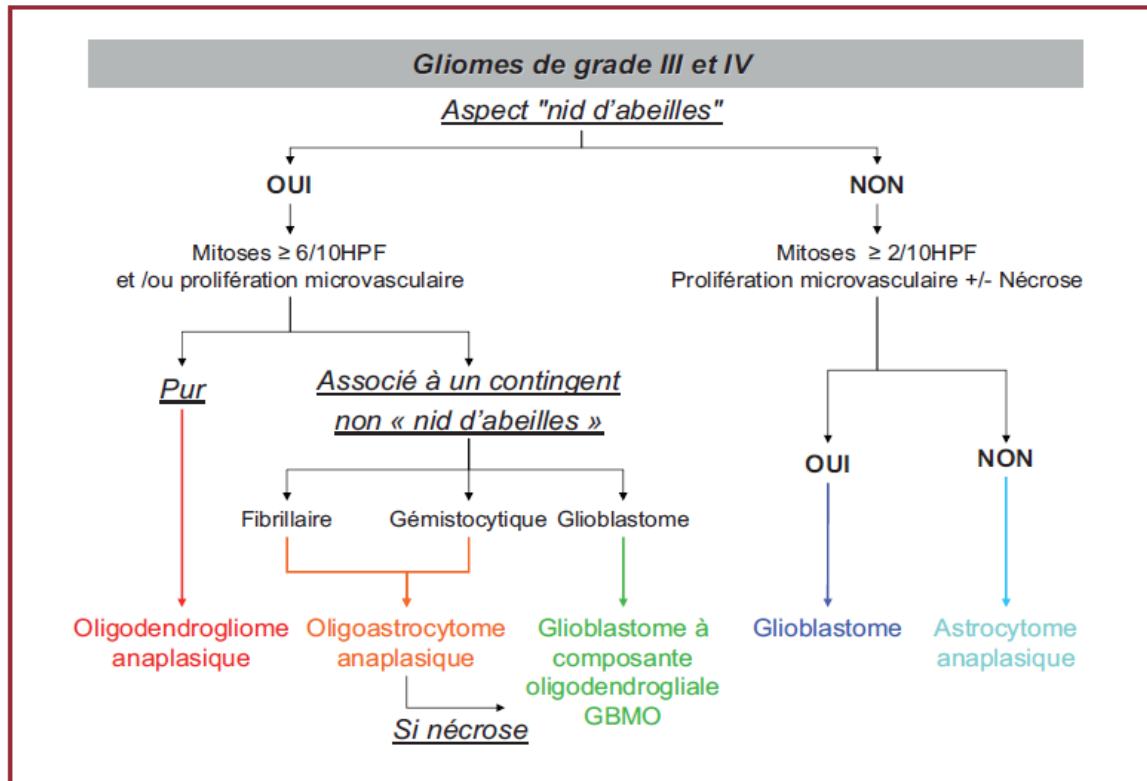 Gliomes de grade III et IV
Aspect "nid d’abeilles"
OUI
NON
Mitoses ≥ 6/10HPF
et /ou prolifération microvasculaire
Mitoses ≥ 2/10HPF
Prolifération microvasculaire +/- Nécrose
Pur
Associé à un contingent
non « nid d’abeilles »
OUI
NON
Fibrillaire
Gémistocytique
Glioblastome
Oligodendrogliome
anaplasique
Oligoastrocytome
anaplasique
Glioblastome à
composante
oligodendrogliale
GBMO
Glioblastome
Astrocytome
anaplasique
Si nécrose